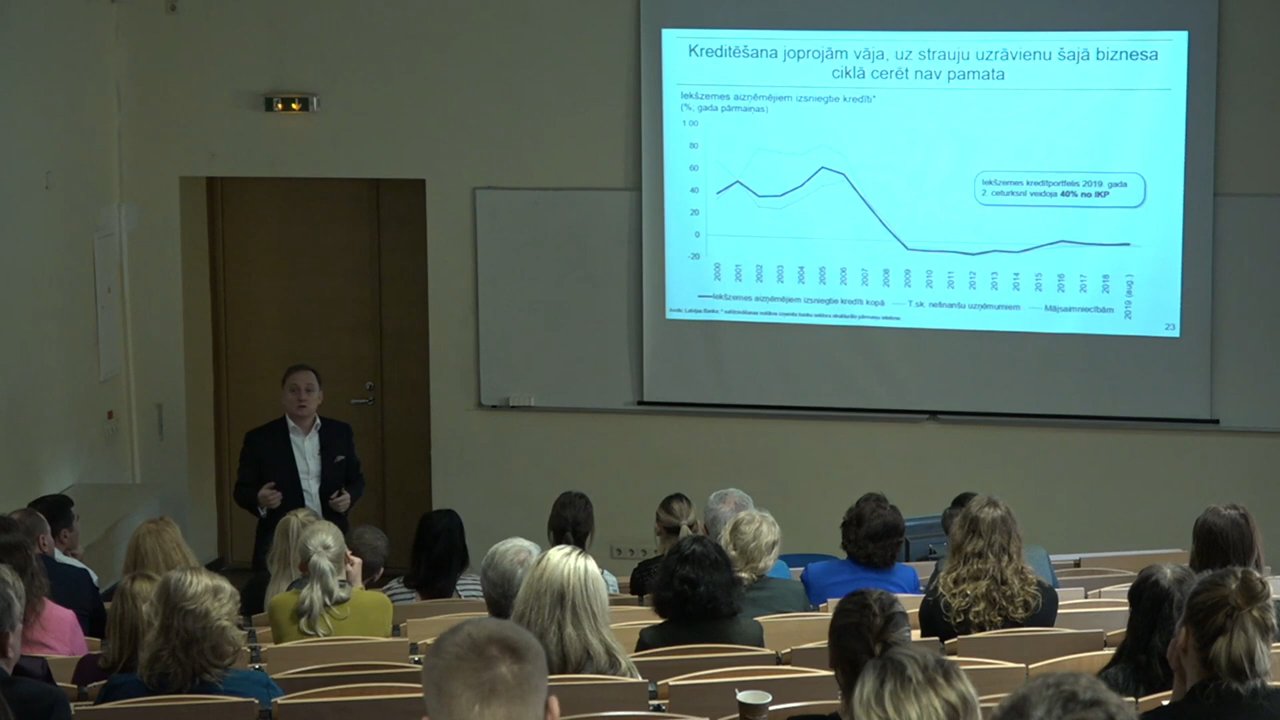 Kreditēšana joprojām vāja, uz strauju uzrāvienu šajā biznesa
ciklā cerēt nav pamata
Iekšzemes aizņēmējiem izsniegtie kredīti*
(%, gada pārmaiņas)
100
80
60
40
20
0
-20
Iekšzemes kredītportfelis 2019. gada
2. ceturksnī veidoja 40% no IKP
2000 2001 2002 2003 2004 2005 2006 2007 2008 2009 2010 2011 2012 2013 2014 2015 2016 2017 2018 2019 (aug.)
Iekšzemes aizņēmējiem izsniegtie kredīti kopā T.sk. nefinanšu uzņēmumiem Mājsaimniecībām
Avots: Latvijas Banka; *
23